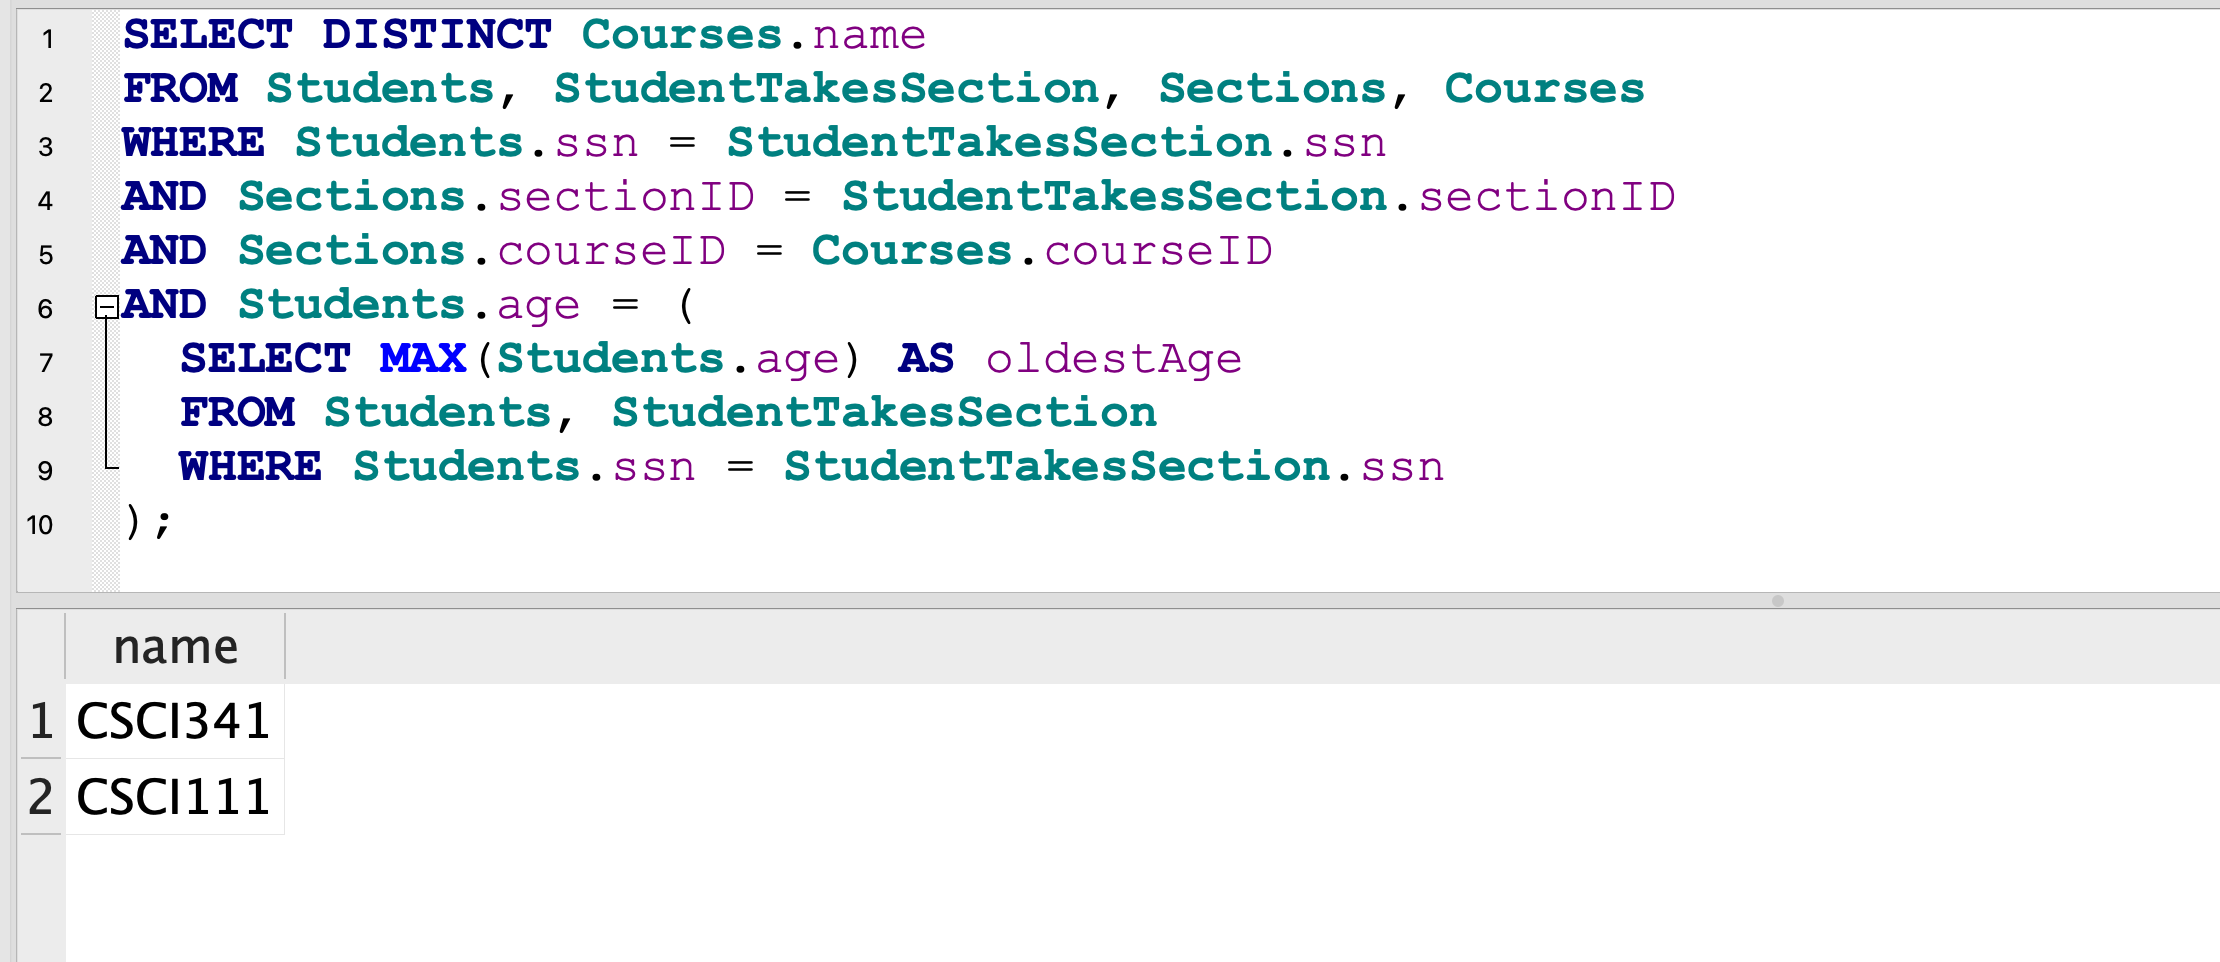 1 SELECT DISTINCT Courses.name
2 FROM Students, StudentTakesSection, Sections, Courses
3 WHERE Students.ssn = StudentTakesSection.ssn
4 AND Sections.sectionID = StudentTakesSection.sectionID
5 AND Sections.courseID = Courses.courseID
6 AND Students.age = (
7 SELECT MAX(Students.age) AS oldestAge
8 FROM Students, StudentTakesSection
9 WHERE Students.ssn = StudentTakesSection.ssn
10 );
name
1 CSCI341
2 CSCI111